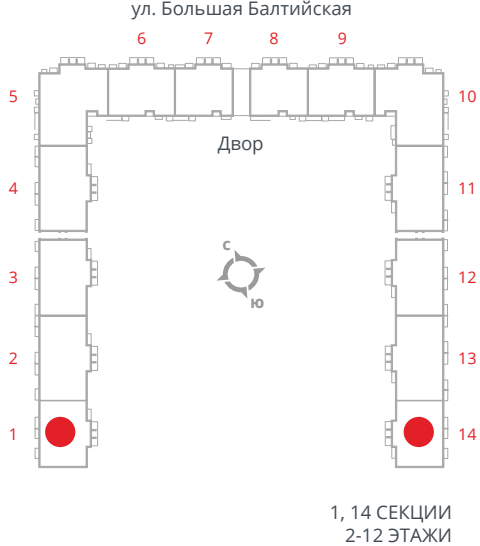 ул. Большая Балтийская
6 7 8 9
5 10
Двор
4 11
с
3 12
ю
2 13
1 14
1, 14 СЕКЦИИ
2-12 ЭТАЖИ